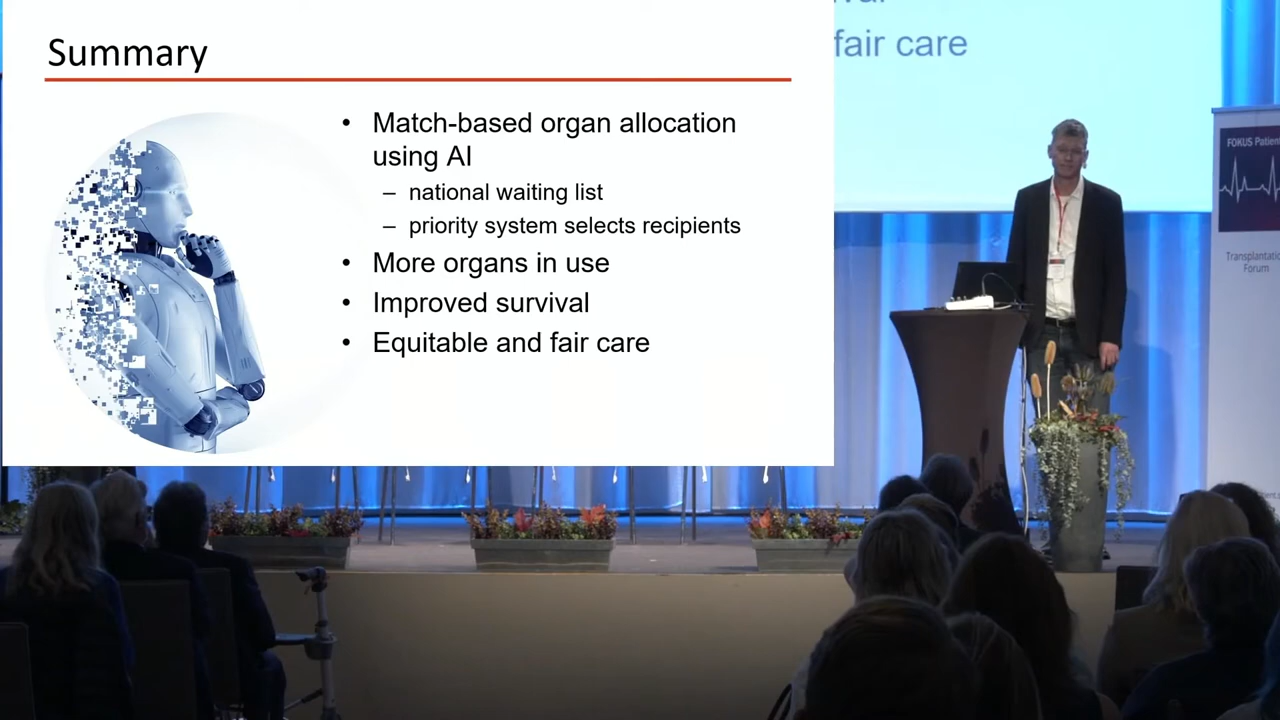 Summary
• Match-based organ allocation
using AI
– national waiting list
– priority system selects recipients
• More organs in use
• Improved survival
• Equitable and fair care
fair care
FOKUS Patient
Forum